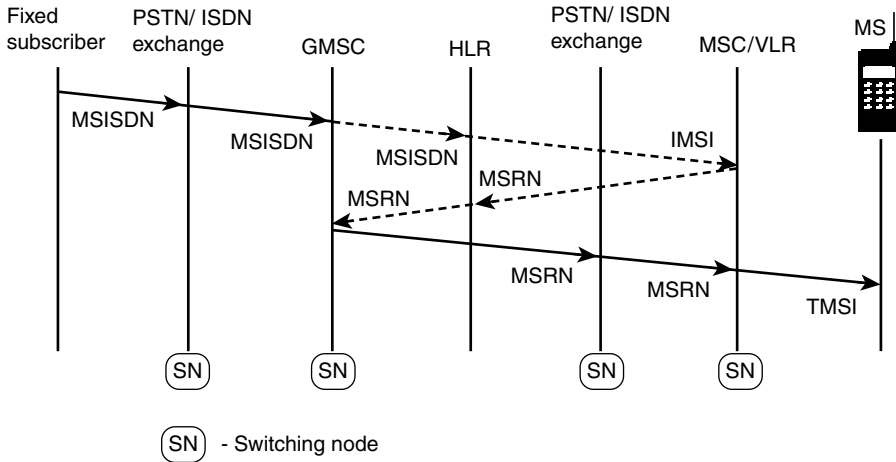 Fixed
subscriber
PSTN/ ISDN
exchange
GMSC
HLR
PSTN/ ISDN
exchange
MSC/VLR
MS
MSISDN
MSISDN
MSISDN
IMSI
MSRN
MSRN
MSRN
MSRN
TMSI
SN
SN
SN
SN
SN - Switching node